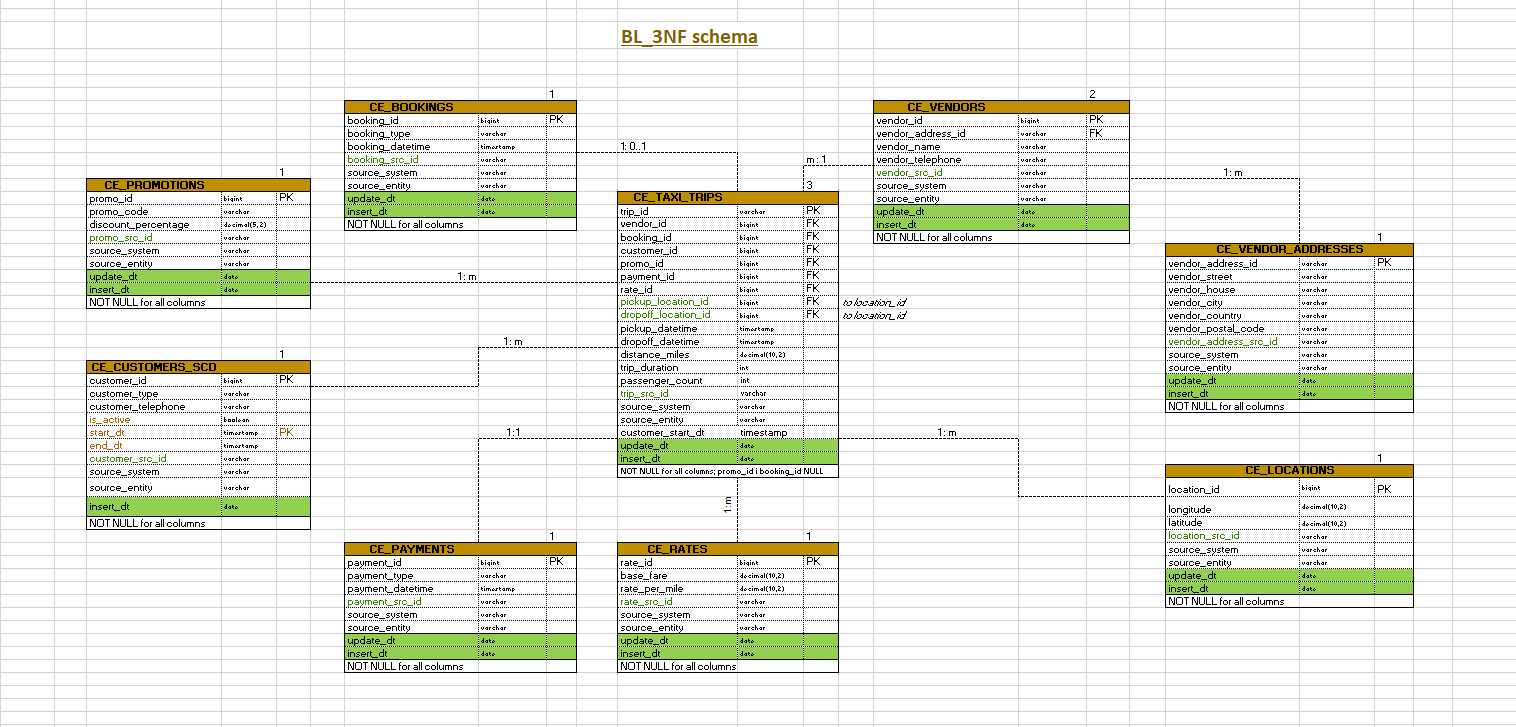 BL_3NF schema
1
CE_BOOKINGS
booking_id bigint PK
booking_type varchar
booking_datetime timestamp
booking_src_id varchar
source_system varchar
source_entity varchar
update_dt date
insert_dt date
NOT NULL for all columns
2
CE_VENDORS
vendor_id bigint PK
vendor_address_id varchar FK
vendor_name varchar
vendor_telephone varchar
vendor_src_id varchar
source_system varchar
source_entity varchar
update_dt date
insert_dt date
NOT NULL for all columns
1: 0..1
m : 1
1: m
1
CE_PROMOTIONS
promo_id bigint PK
promo_code varchar
discount_percentage decimal(5,2)
promo_src_id varchar
source_system varchar
source_entity varchar
update_dt date
insert_dt date
NOT NULL for all columns
1: m
3
CE_TAXI_TRIPS
trip_id varchar PK
vendor_id bigint FK
booking_id bigint FK
customer_id bigint FK
promo_id bigint FK
payment_id bigint FK
rate_id bigint FK
pickup_location_id bigint FK to location_id
dropoff_location_id bigint FK to location_id
pickup_datetime timestamp
dropoff_datetime timestamp
distance_miles decimal(10,2)
trip_duration int
passenger_count int
trip_src_id varchar
source_system varchar
source_entity varchar
customer_start_dt timestamp
update_dt date
insert_dt date
NOT NULL for all columns; promo_id i booking_id NULL
1
CE_VENDOR_ADDRESSES
vendor_address_id varchar PK
vendor_street varchar
vendor_house varchar
vendor_city varchar
vendor_country varchar
vendor_postal_code varchar
vendor_address_src_id varchar
source_system varchar
source_entity varchar
update_dt date
insert_dt date
NOT NULL for all columns
1: m
1
CE_CUSTOMERS_SCD
customer_id bigint PK
customer_type varchar
customer_telephone varchar
is_active boolean
start_dt timestamp PK
end_dt timestamp
customer_src_id varchar
source_system varchar
source_entity varchar
insert_dt date
NOT NULL for all columns
1:1
1: m
1:m
1
CE_LOCATIONS
location_id bigint PK
longitude decimal(10,2)
latitude decimal(10,2)
location_src_id varchar
source_system varchar
source_entity varchar
update_dt date
insert_dt date
NOT NULL for all columns
1
CE_PAYMENTS
payment_id bigint PK
payment_type varchar
payment_datetime timestamp
payment_src_id varchar
source_system varchar
source_entity varchar
update_dt date
insert_dt date
NOT NULL for all columns
1
CE_RATES
rate_id bigint PK
base_fare decimal(10,2)
rate_per_mile decimal(10,2)
rate_src_id varchar
source_system varchar
source_entity varchar
update_dt date
insert_dt date
NOT NULL for all columns